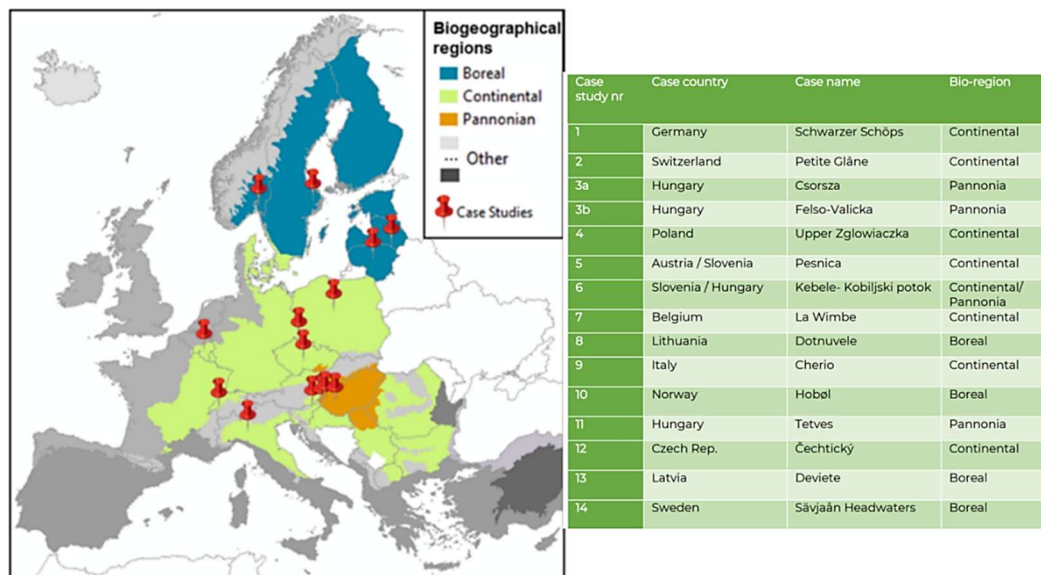 Biogeographical
regions
Boreal
Continental
Pannonian
Other
Case Studies
Case study nr Case country Case name Bio-region
1 Germany Schwarzer Schöps Continental
2 Switzerland Petite Glâne Continental
3a Hungary Csorsza Pannonia
3b Hungary Felso-Valicka Pannonia
4 Poland Upper Zglowiaczka Continental
5 Austria / Slovenia Pesnica Continental
6 Slovenia / Hungary Kebele- Kobiljski potok Continental/ Pannonia
7 Belgium La Wimbe Continental
8 Lithuania Dotnuvele Boreal
9 Italy Cherio Continental
10 Norway Hobøl Boreal
11 Hungary Tetves Pannonia
12 Czech Rep. Čechtický Continental
13 Latvia Deviete Boreal
14 Sweden Sävjaån Headwaters Boreal